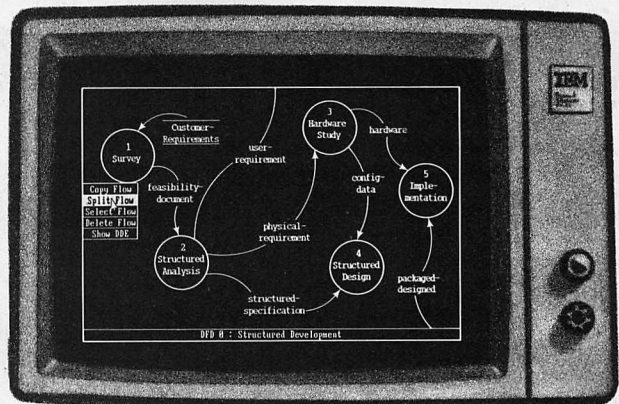 IBM
Customer-
Requirements
1
Survey
user-
requirement
3
Hardware
Study
hardware
feasibility-
document
config-
data
5
Imple-
mentation
Copy Flow
Split Flow
Select Flow
Delete Flow
Show DDE
physical-
requirement
2
Structured
Analysis
4
Structured
Design
packaged-
designed
structured-
specification
DFD 0 : Structured Development